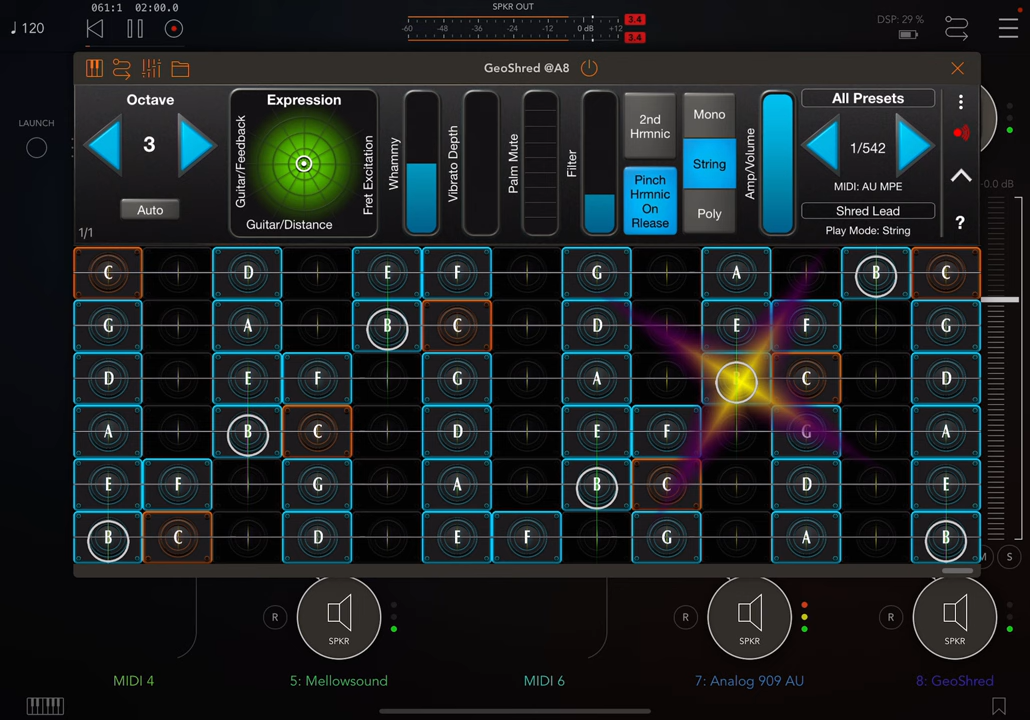 061:1 02:00.0
♩ 120
SPKR OUT
-60 -48 -36 -24 -12 0 dB +12
3.4
3.4
DSP: 29 %
GeoShred @A8
LAUNCH
Octave
3
Auto
1/1
Expression
Guitar/Feedback
Fret Excitation
Guitar/Distance
Whammy
Vibrato Depth
Palm Mute
Filter
2nd
Hrmnic
Pinch
Hrmnic
On
Rlease
Mono
String
Poly
Amp/Volume
All Presets
1/542
MIDI: AU MPE
Shred Lead
Play Mode: String
?
-0.0 dB
C D E F G A B C
G A B C D E F G
D E F G A B C D
A B C D E F G A
E F G A B C D E
B C D E F G A B
M S
R SPKR
R SPKR
R SPKR
MIDI 4
5: Mellowsound
MIDI 6
7: Analog 909 AU
8: GeoShred